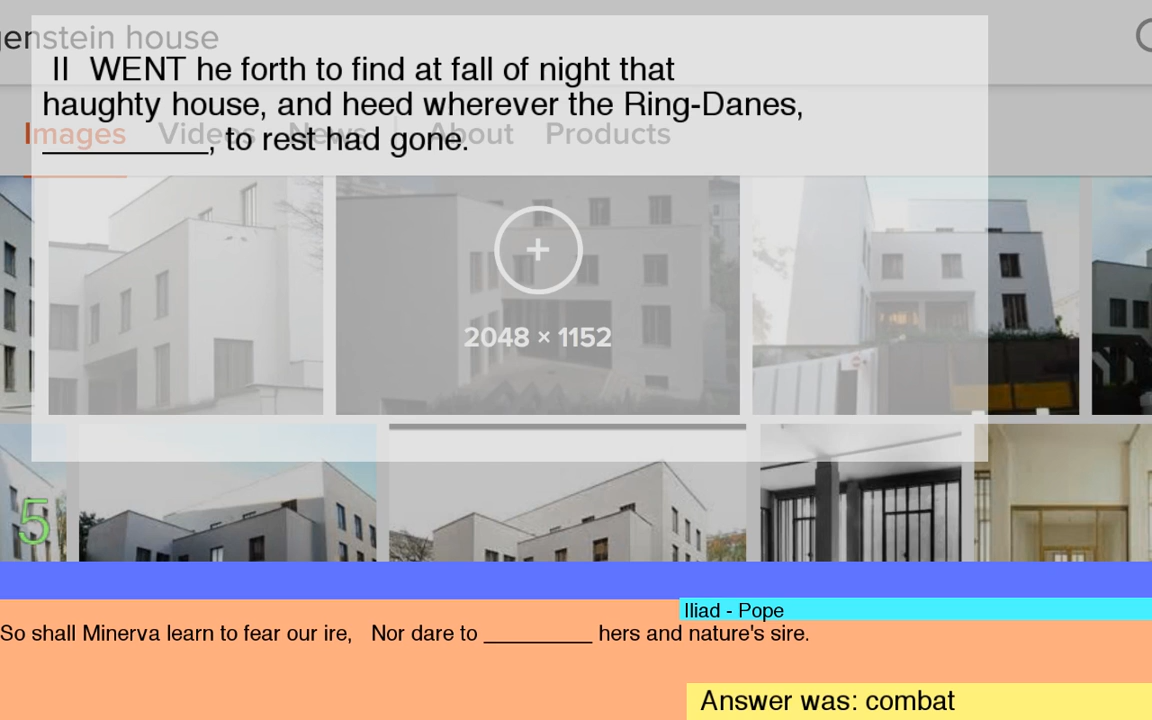 genstein house
II WENT he forth to find at fall of night that
haughty house, and heed wherever the Ring-Danes,
__________, to rest had gone.
Images Videos News About Products
2048 × 1152
5
Iliad - Pope
So shall Minerva learn to fear our ire, Nor dare to __________ hers and nature's sire.
Answer was: combat